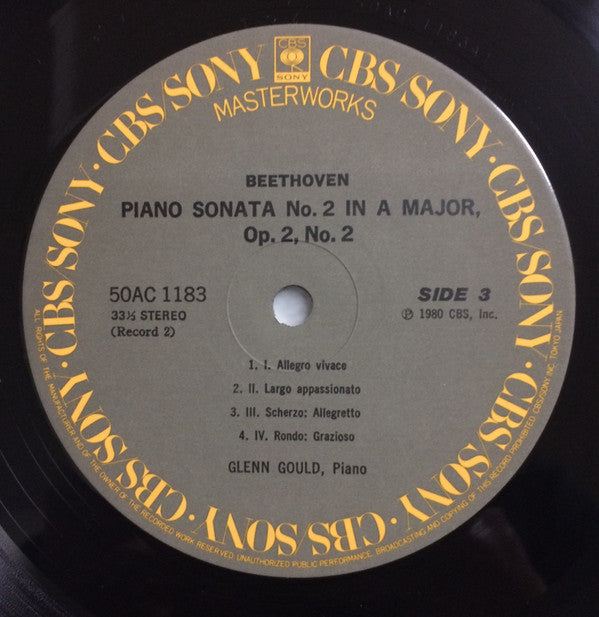 CBS
SONY
CBS/SONY · CBS/SONY · CBS/SONY · CBS/SONY · CBS/SONY · CBS/SONY · CBS SONY · CBS/SONY
MASTERWORKS
BEETHOVEN
PIANO SONATA No. 2 IN A MAJOR,
Op. 2, No. 2
50AC 1183
SIDE 3
33⅓ STEREO
℗ 1980 CBS, Inc.
(Record 2)
1. I. Allegro vivace
2. II. Largo appassionato
3. III. Scherzo: Allegretto
4. IV. Rondo: Grazioso
GLENN GOULD, Piano
ALL RIGHTS OF THE MANUFACTURER AND OF THE OWNER OF THE RECORDED WORK RESERVED. UNAUTHORIZED PUBLIC PERFORMANCE, BROADCASTING AND COPYING OF THIS RECORD PROHIBITED. CBS/SONY INC. TOKYO JAPAN